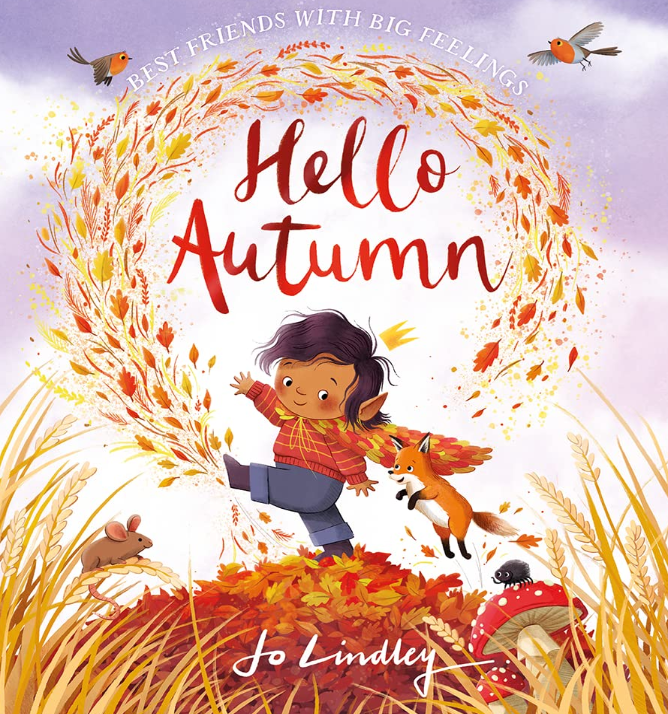 BEST FRIENDS WITH BIG FEELINGS
Hello
Autumn
Jo Lindley